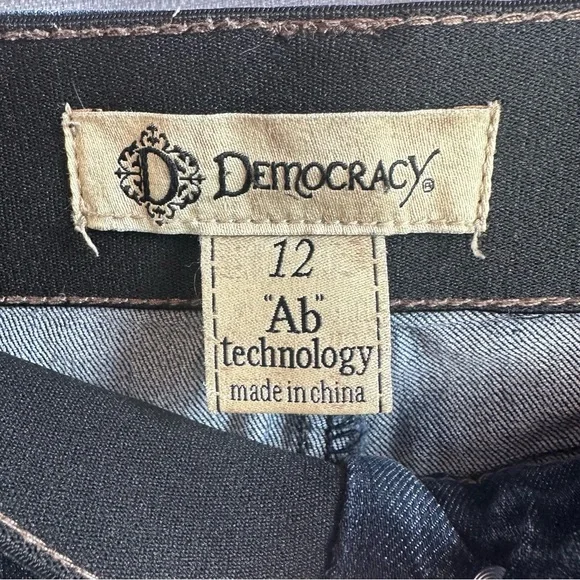 D DEMOCRACY®
12
"Ab"
technology
made in china